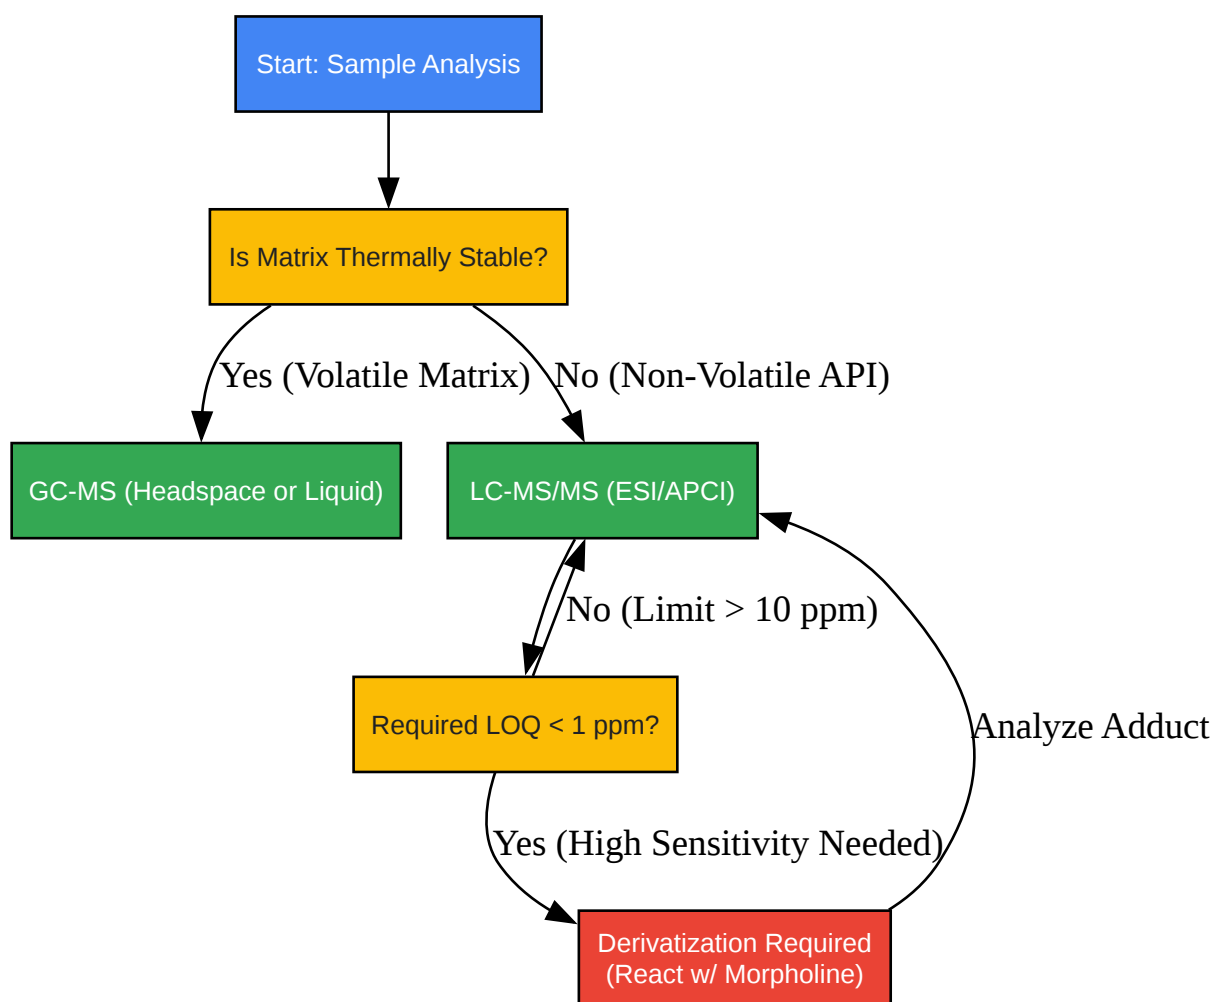 Start: Sample Analysis
Is Matrix Thermally Stable?
Yes (Volatile Matrix)
No (Non-Volatile API)
GC-MS (Headspace or Liquid)
LC-MS/MS (ESI/APCI)
No (Limit > 10 ppm)
Required LOQ < 1 ppm?
Analyze Adduct
Yes (High Sensitivity Needed)
Derivatization Required
(React w/ Morpholine)